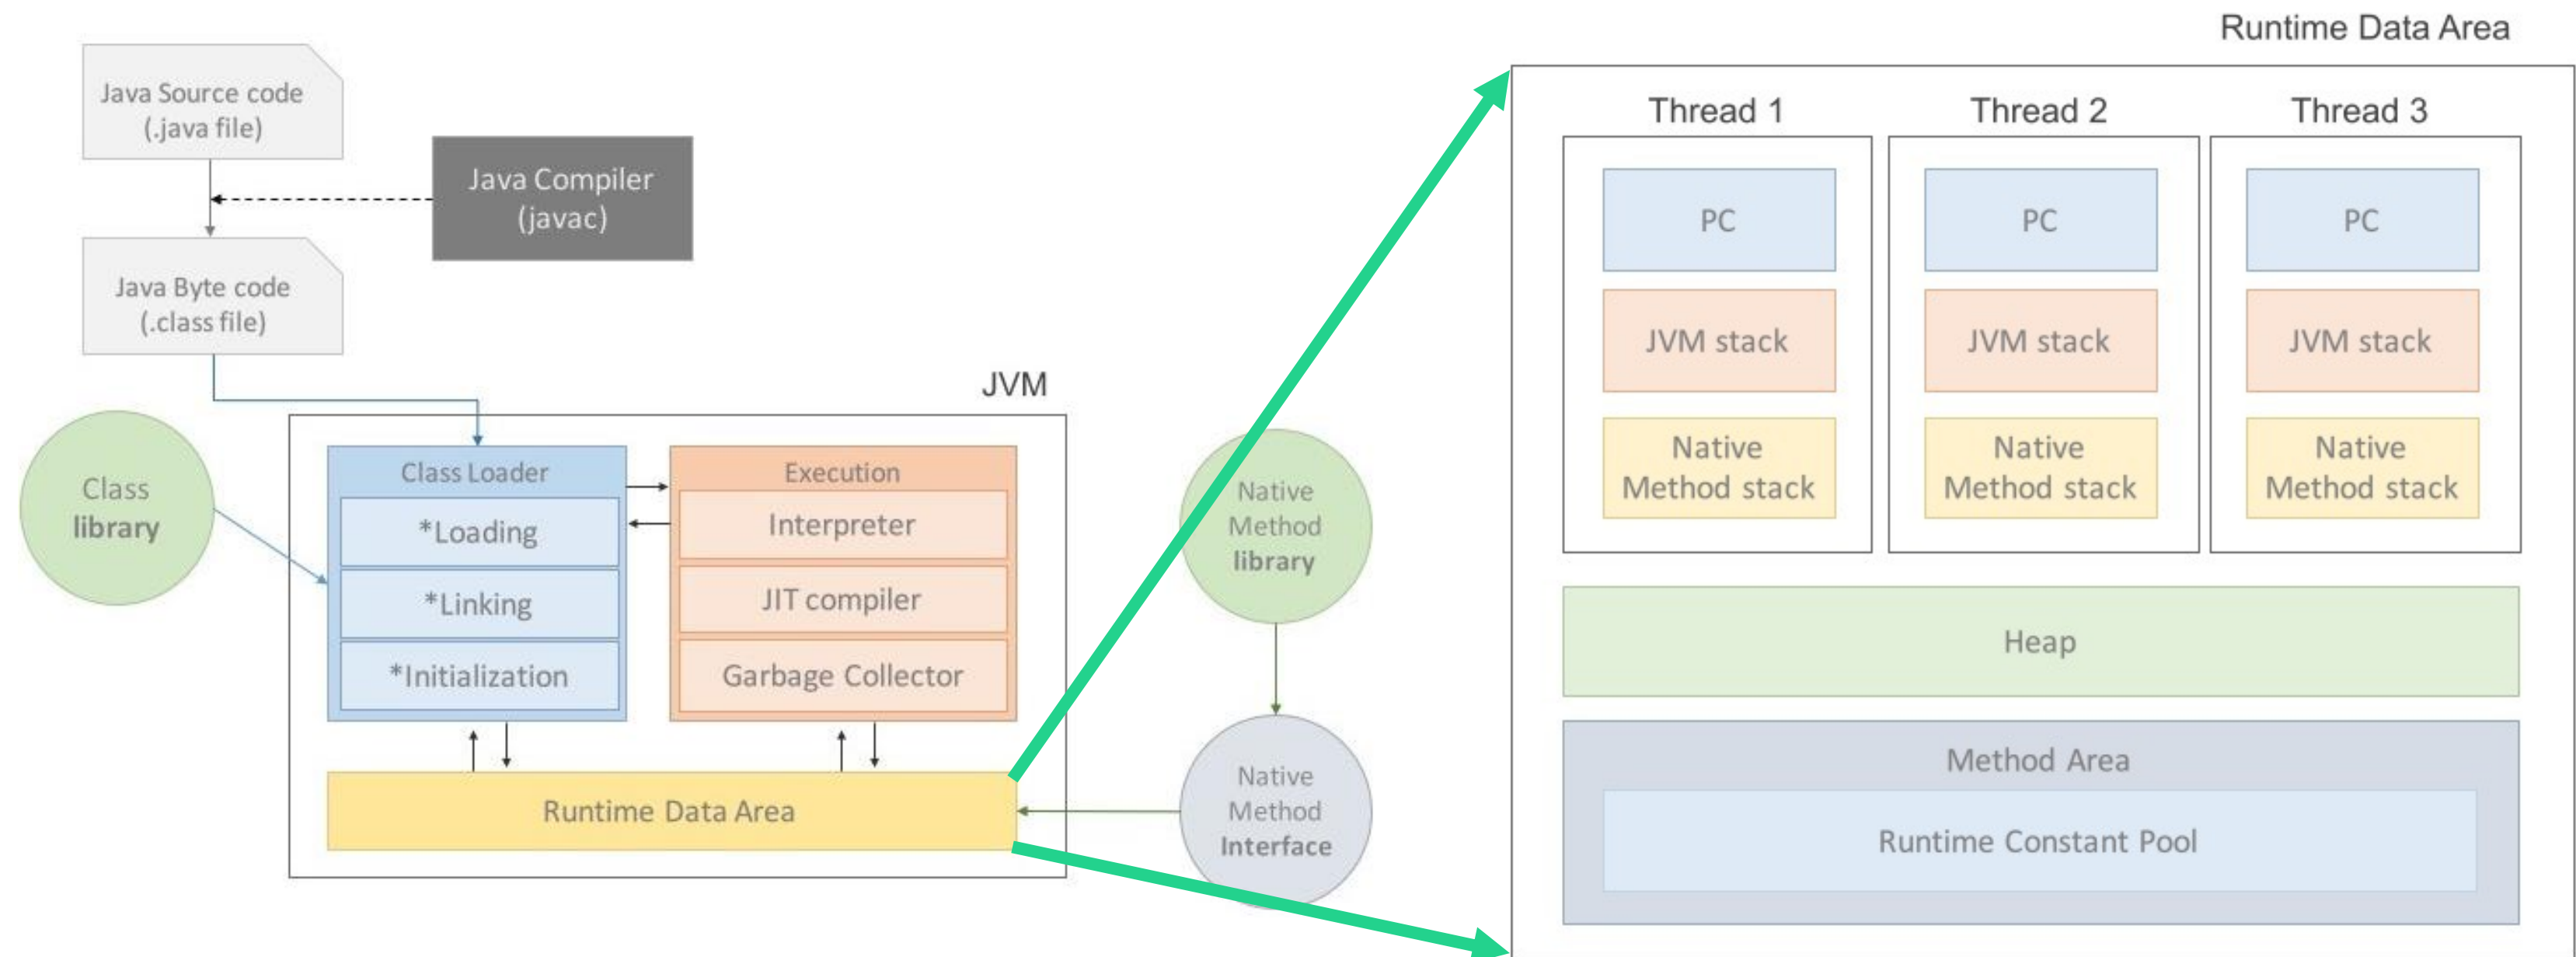 Java Source code
(.java file)
Java Compiler
(javac)
Java Byte code
(.class file)
Class
library
JVM
Class Loader
*Loading
*Linking
*Initialization
Execution
Interpreter
JIT compiler
Garbage Collector
Runtime Data Area
Native
Method
library
Native
Method
Interface
Runtime Data Area
Thread 1
PC
JVM stack
Native
Method stack
Thread 2
PC
JVM stack
Native
Method stack
Thread 3
PC
JVM stack
Native
Method stack
Heap
Method Area
Runtime Constant Pool